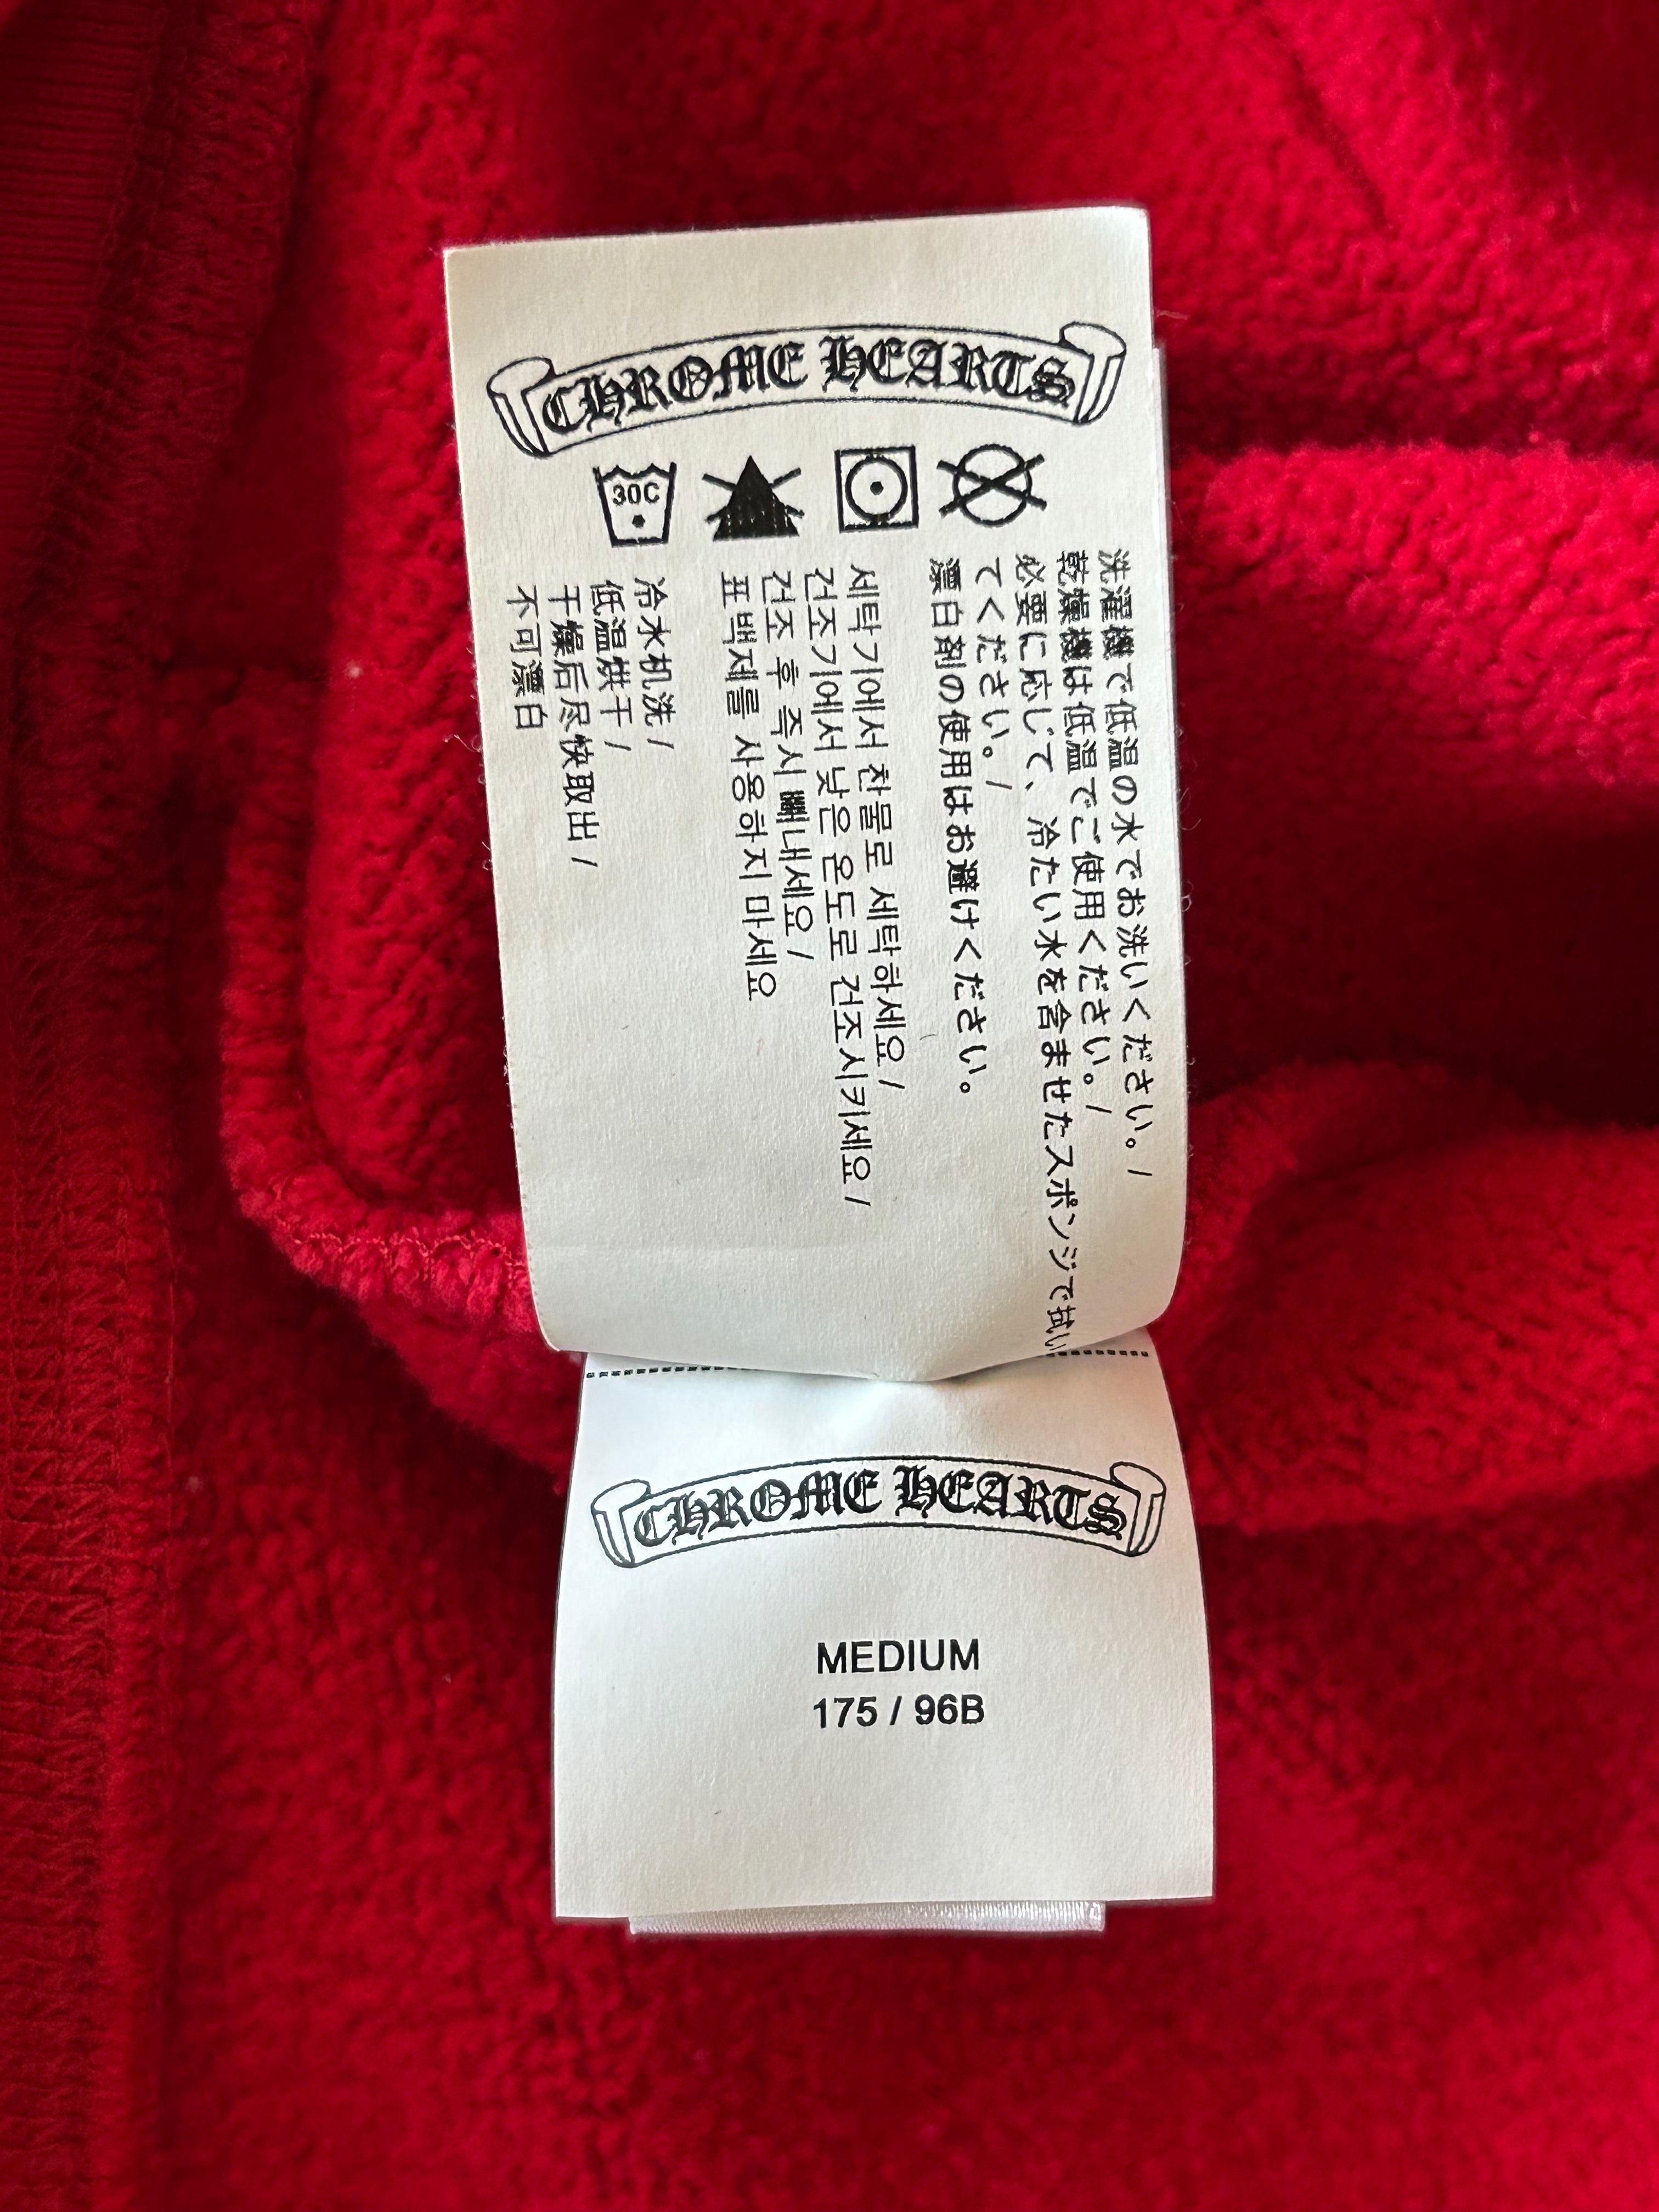 CHROME HEARTS
30C
洗濯機で低温の水でお洗いください。/
乾燥機は低温でご使用ください。/
必要に応じて、冷たい水を含ませたスポンジで拭い
てください。/
漂白剤の使用はお避けください。
세탁기에서 찬물로 세탁하세요/
건조기에서 낮은 온도로 건조시키세요/
건조 후 즉시 빼내세요/
표백제를 사용하지 마세요
冷水机洗/
低温烘干/
干燥后尽快取出/
不可漂白
CHROME HEARTS
MEDIUM
175 / 96B